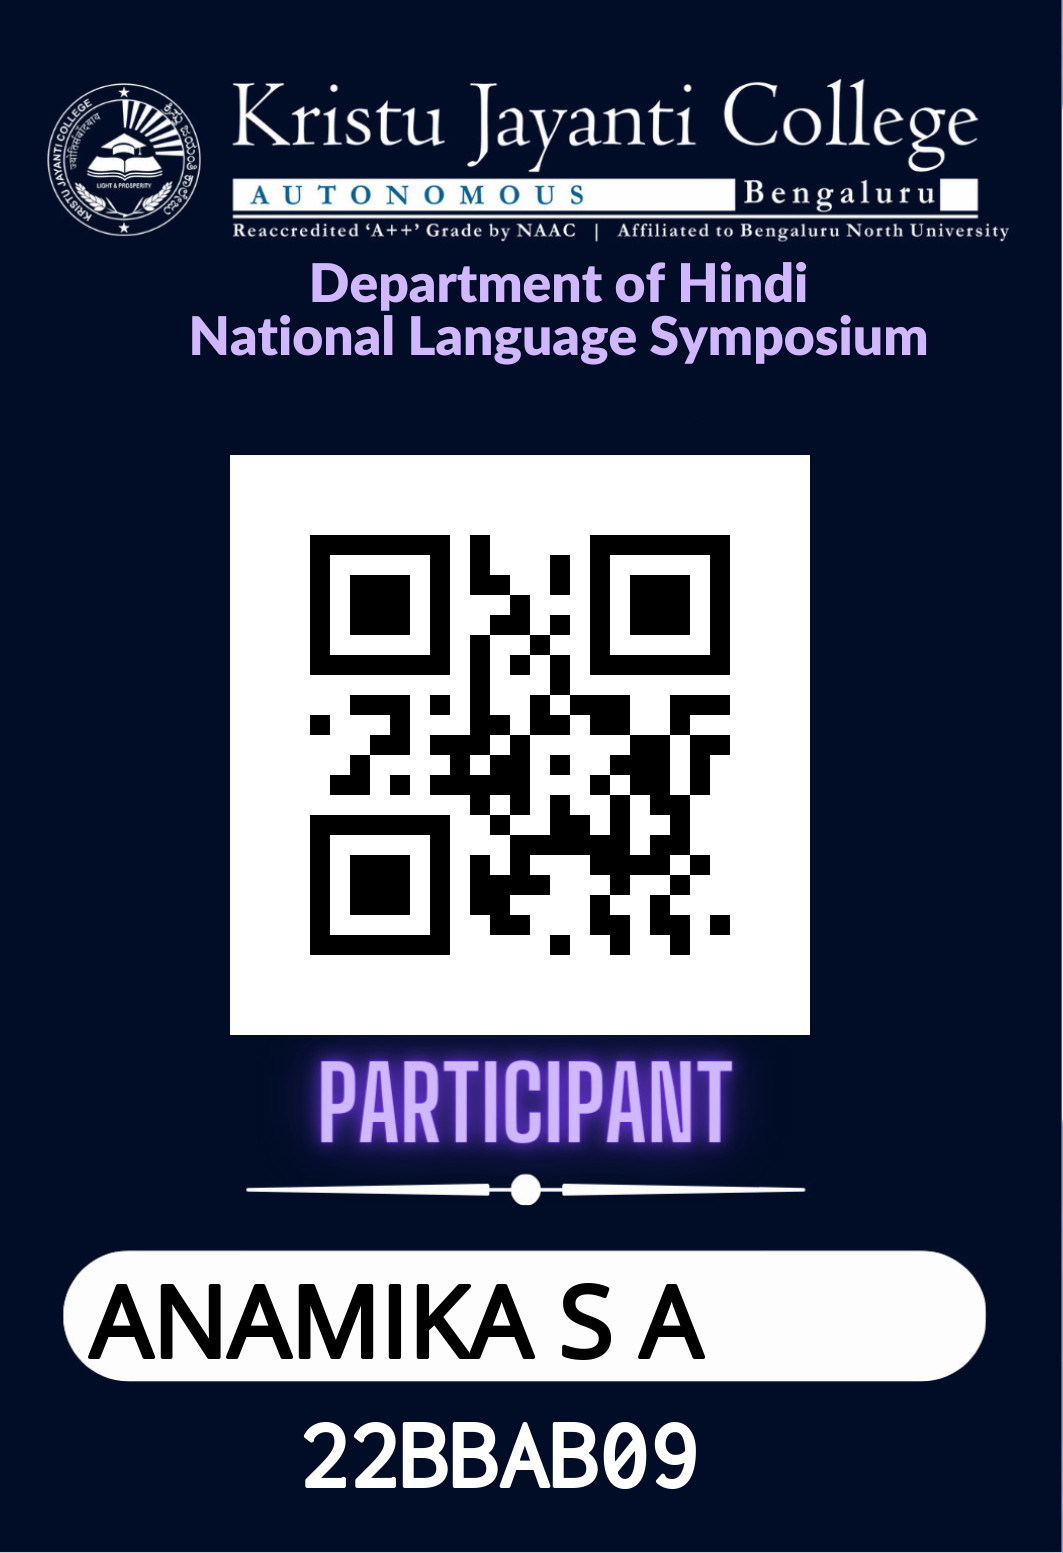 KRISTU JAYANTI COLLEGE
LIGHT & PROSPERITY
Kristu Jayanti College
AUTONOMOUS Bengaluru
Reaccredited ‘A++’ Grade by NAAC | Affiliated to Bengaluru North University
Department of Hindi
National Language Symposium
PARTICIPANT
ANAMIKA S A
22BBAB09